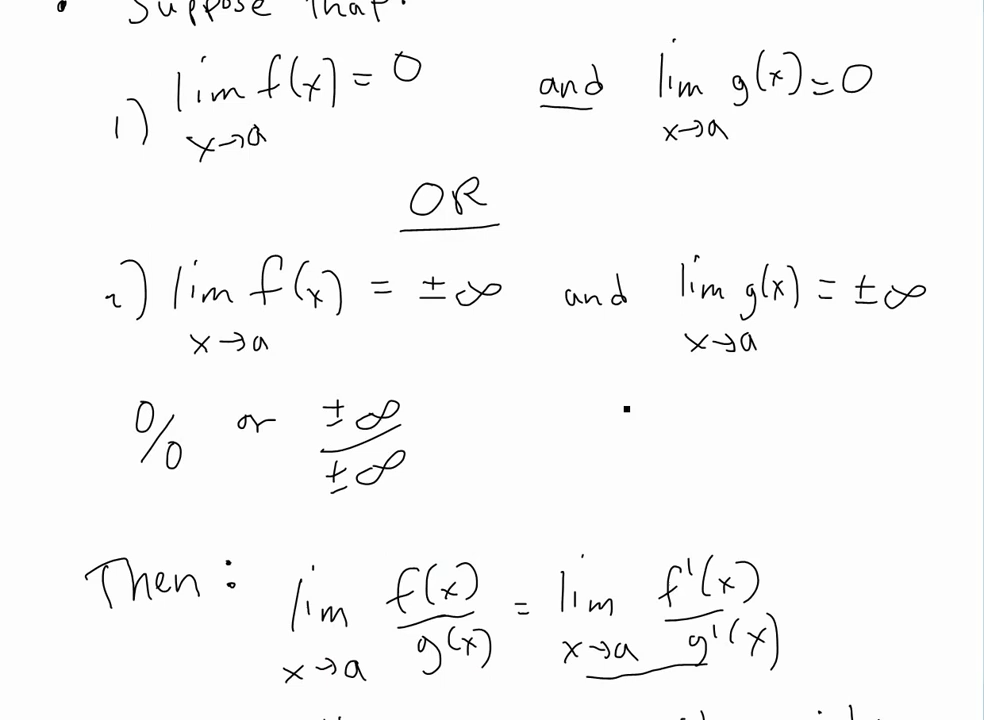 • Suppose that:
1) lim f(x) = 0 and lim g(x) = 0
x→a x→a
OR
2) lim f(x) = ±∞ and lim g(x) = ±∞
x→a x→a
0/0 or ±∞/±∞
Then: lim f(x)/g(x) = lim f'(x)/g'(x)
x→a x→a